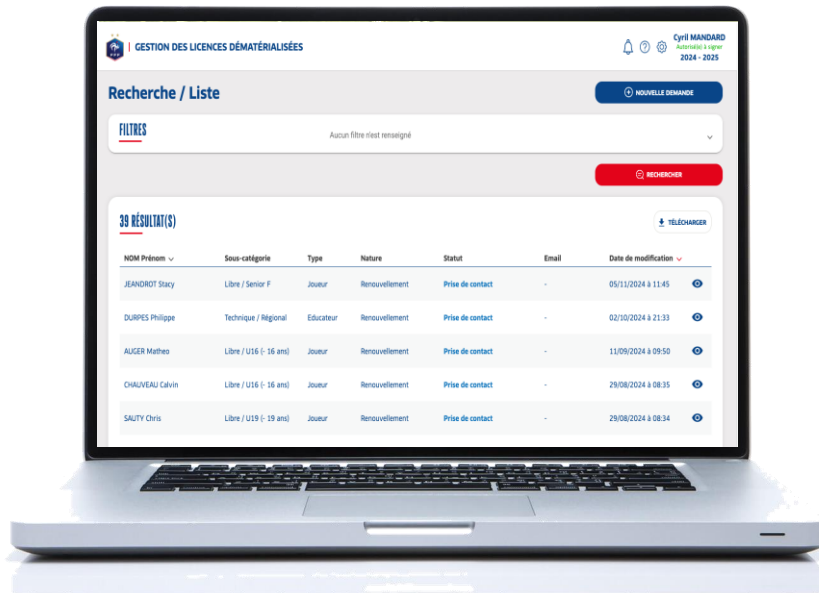 GESTION DES LICENCES DÉMATÉRIALISÉES
Cyril MANDARD
Autorisé(e) à signer
2024 - 2025
Recherche / Liste
NOUVELLE DEMANDE
FILTRES
Aucun filtre n'est renseigné
RECHERCHER
39 RÉSULTAT(S)
TÉLÉCHARGER
NOM Prénom Sous-catégorie Type Nature Statut Email Date de modification
JEANDROT Stacy Libre / Senior F Joueur Renouvellement Prise de contact - 05/11/2024 à 11:45
DURPES Philippe Technique / Régional Educateur Renouvellement Prise de contact - 02/10/2024 à 21:33
AUGER Matheo Libre / U16 (- 16 ans) Joueur Renouvellement Prise de contact - 11/09/2024 à 09:50
CHAUVEAU Calvin Libre / U16 (- 16 ans) Joueur Renouvellement Prise de contact - 29/08/2024 à 08:35
SAUTY Chris Libre / U19 (- 19 ans) Joueur Renouvellement Prise de contact - 29/08/2024 à 08:34